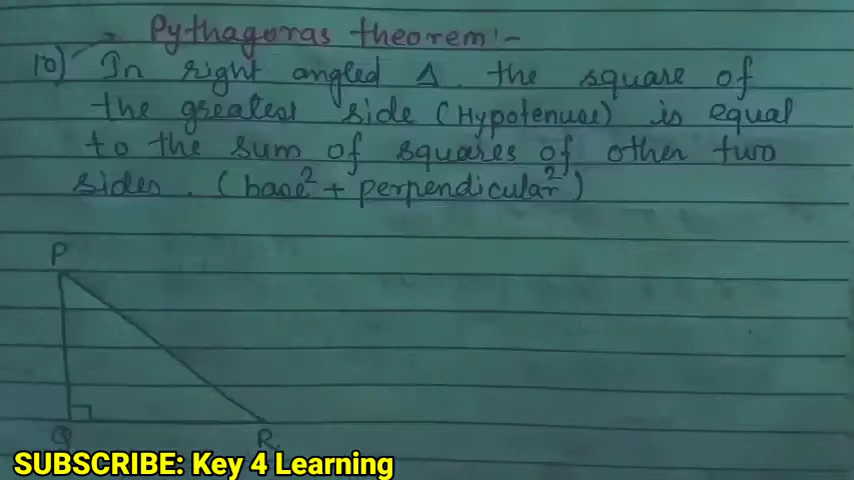 Pythagoras theorem:-
10) In right angled Δ. the square of
the greatest side (Hypotenuse) is equal
to the sum of squares of other two
sides. (base² + perpendicular²)
P
Q
R
SUBSCRIBE: Key 4 Learning